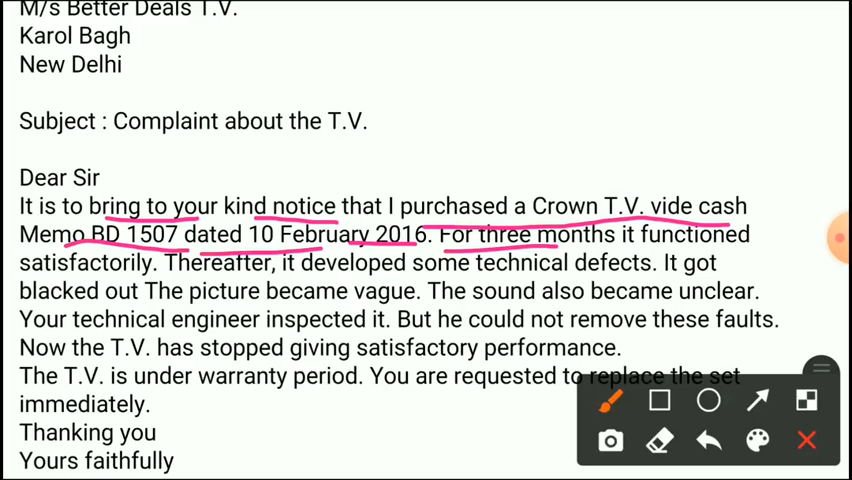 M/s Better Deals T.V.
Karol Bagh
New Delhi
Subject : Complaint about the T.V.
Dear Sir
It is to bring to your kind notice that I purchased a Crown T.V. vide cash
Memo BD 1507 dated 10 February 2016. For three months it functioned
satisfactorily. Thereafter, it developed some technical defects. It got
blacked out The picture became vague. The sound also became unclear.
Your technical engineer inspected it. But he could not remove these faults.
Now the T.V. has stopped giving satisfactory performance.
The T.V. is under warranty period. You are requested to replace the set
immediately.
Thanking you
Yours faithfully